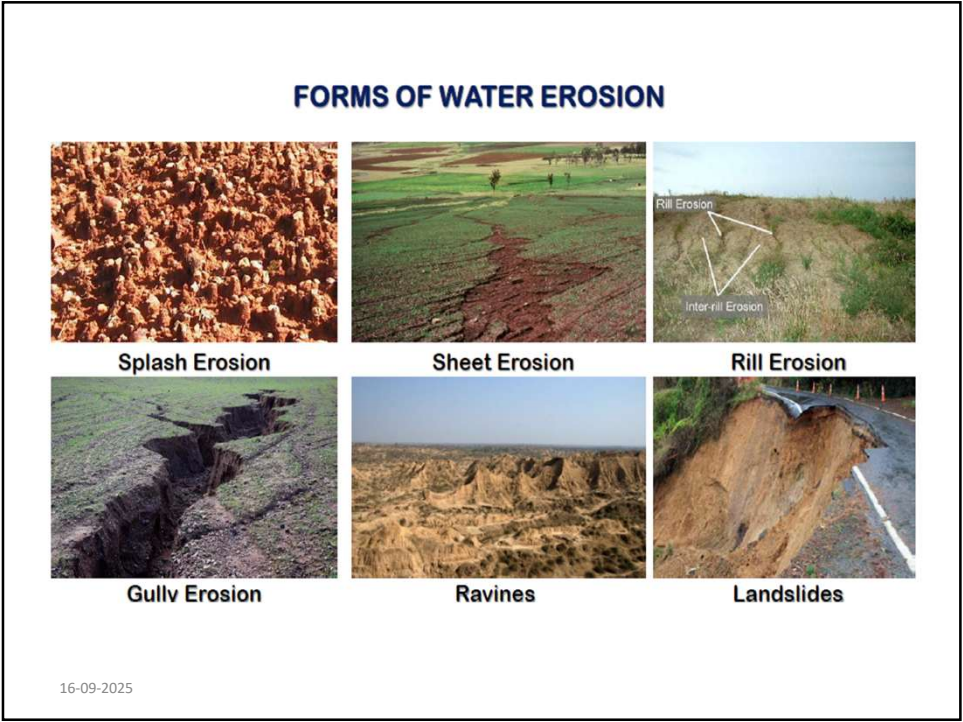 FORMS OF WATER EROSION
Rill Erosion
Inter-rill Erosion
Splash Erosion
Sheet Erosion
Rill Erosion
Gully Erosion
Ravines
Landslides
16-09-2025